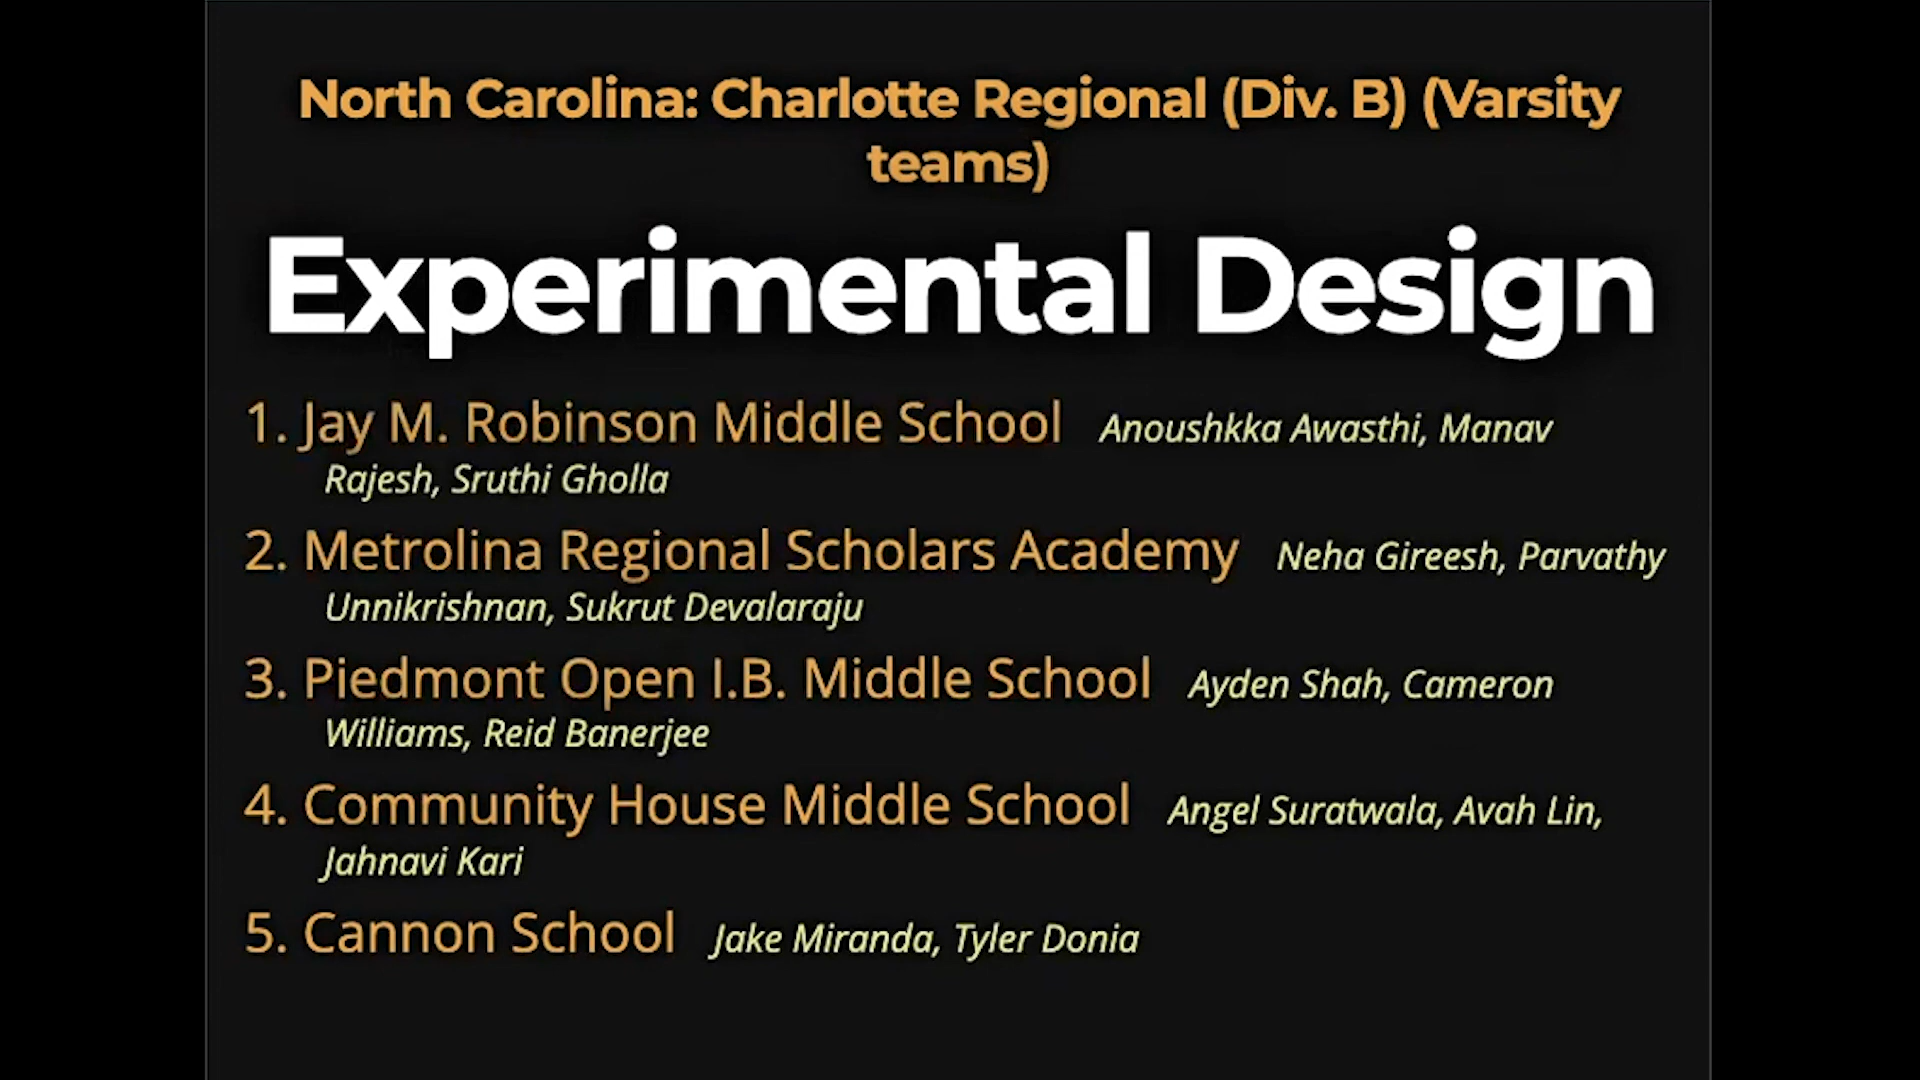 North Carolina: Charlotte Regional (Div. B) (Varsity
teams)
Experimental Design
1. Jay M. Robinson Middle School Anoushkka Awasthi, Manav
Rajesh, Sruthi Gholla
2. Metrolina Regional Scholars Academy Neha Gireesh, Parvathy
Unnikrishnan, Sukrut Devalaraju
3. Piedmont Open I.B. Middle School Ayden Shah, Cameron
Williams, Reid Banerjee
4. Community House Middle School Angel Suratwala, Avah Lin,
Jahnavi Kari
5. Cannon School Jake Miranda, Tyler Donia